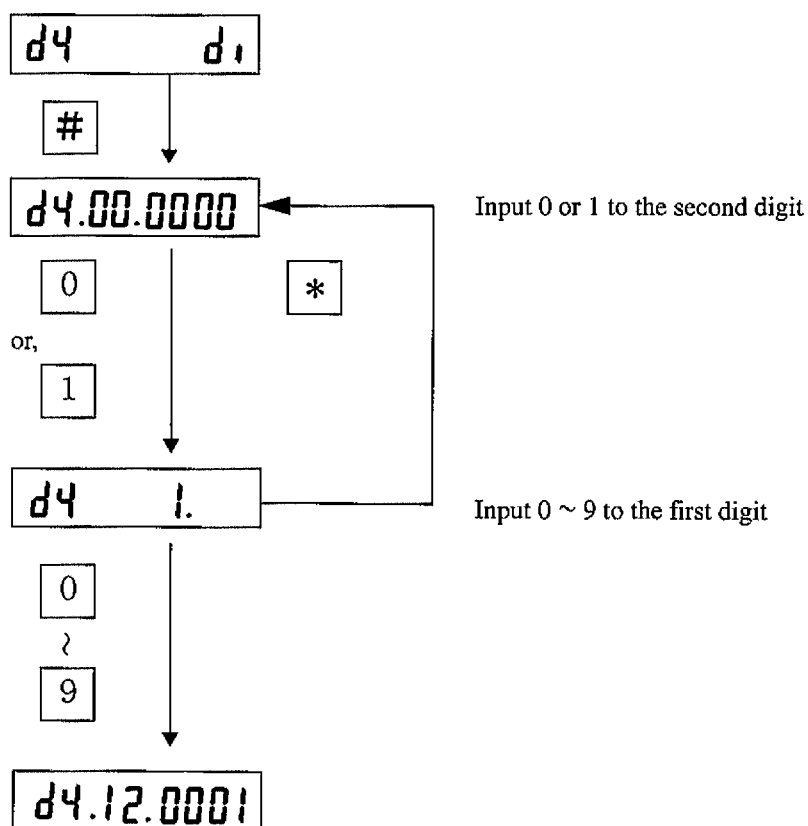 d4 di
#
d4.00.0000
Input 0 or 1 to the second digit
0
*
or,
1
d4 1.
Input 0 ~ 9 to the first digit
0
~
9
d4.12.0001